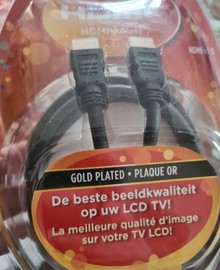 HDMI
GOLD PLATED • PLAQUE OR
De beste beeldkwaliteit
op uw LCD TV!
La meilleure qualité d'image
sur votre TV LCD!